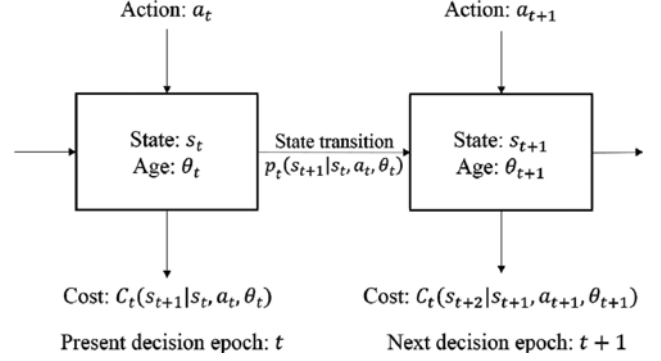 Action: a_t
Action: a_{t+1}
State: s_t
Age: θ_t
State transition
p_t(s_{t+1}|s_t, a_t, θ_t)
State: s_{t+1}
Age: θ_{t+1}
Cost: C_t(s_{t+1}|s_t, a_t, θ_t)
Cost: C_t(s_{t+2}|s_{t+1}, a_{t+1}, θ_{t+1})
Present decision epoch: t
Next decision epoch: t + 1